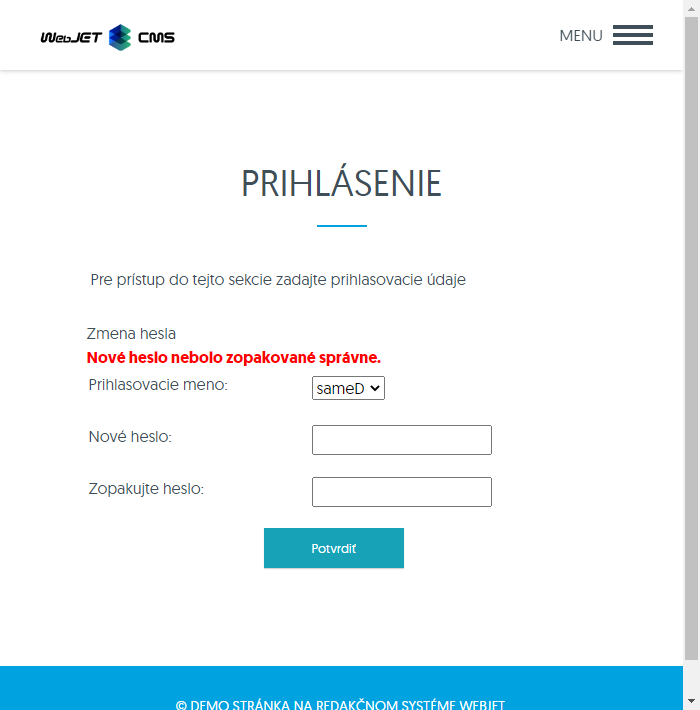 WebJET CMS
MENU
PRIHLÁSENIE
Pre prístup do tejto sekcie zadajte prihlasovacie údaje
Zmena hesla
Nové heslo nebolo zopakované správne.
Prihlasovacie meno: sameD
Nové heslo:
Zopakujte heslo:
Potvrdiť
© DEMO STRÁNKA NA REDAKČNOM SYSTÉME WEBJET